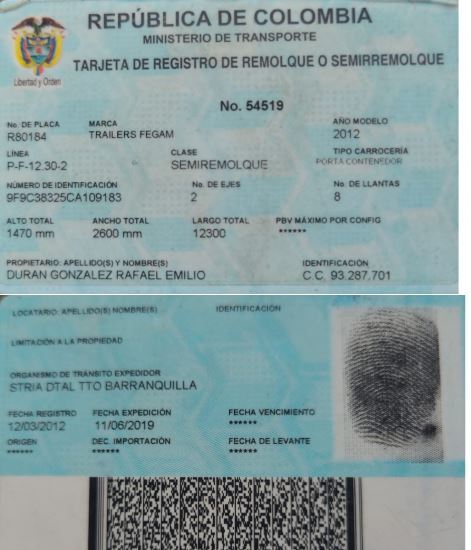 REPÚBLICA DE COLOMBIA
MINISTERIO DE TRANSPORTE
TARJETA DE REGISTRO DE REMOLQUE O SEMIRREMOLQUE
Libertad y Orden
No. 54519
No. DE PLACA MARCA AÑO MODELO
R80184 TRAILERS FEGAM 2012
LÍNEA CLASE TIPO CARROCERÍA
P-F-12.30-2 SEMIREMOLQUE PORTA CONTENEDOR
NÚMERO DE IDENTIFICACIÓN No. DE EJES No. DE LLANTAS
9F9C38325CA109183 2 8
ALTO TOTAL ANCHO TOTAL LARGO TOTAL PBV MÁXIMO POR CONFIG
1470 mm 2600 mm 12300 ******
PROPIETARIO: APELLIDO(S) Y NOMBRE(S) IDENTIFICACIÓN
DURAN GONZALEZ RAFAEL EMILIO C.C. 93.287.701
LOCATARIO: APELLIDO(S) NOMBRE(S) IDENTIFICACIÓN
LIMITACIÓN A LA PROPIEDAD
ORGANISMO DE TRÁNSITO EXPEDIDOR
STRIA DTAL TTO BARRANQUILLA
FECHA REGISTRO FECHA EXPEDICIÓN FECHA VENCIMIENTO
12/03/2012 11/06/2019 ******
ORIGEN DEC. IMPORTACIÓN FECHA DE LEVANTE
****** ****** ******